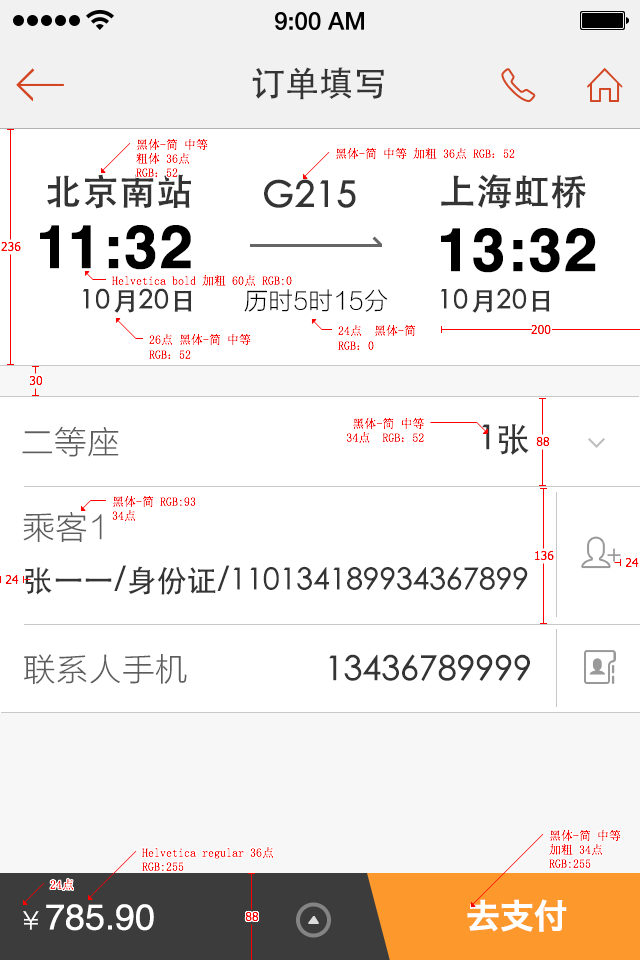 9:00 AM
订单填写
黑体-简 中等
粗体 36点
RGB: 52
黑体-简 中等 加粗 36点 RGB: 52
北京南站
G215
上海虹桥
236
11:32
13:32
Helvetica bold 加粗 60点 RGB:0
10月20日
历时5时15分
10月20日
26点 黑体-简 中等
RGB: 52
24点 黑体-简
RGB: 0
200
30
二等座
黑体-简 中等
34点 RGB: 52
1张
88
乘客1
黑体-简 RGB:93
34点
136
24
24
张一一/身份证/110134189934367899
联系人手机
13436789999
Helvetica regular 36点
RGB:255
黑体-简 中等
加粗 34点
RGB:255
24点
¥785.90
88
去支付